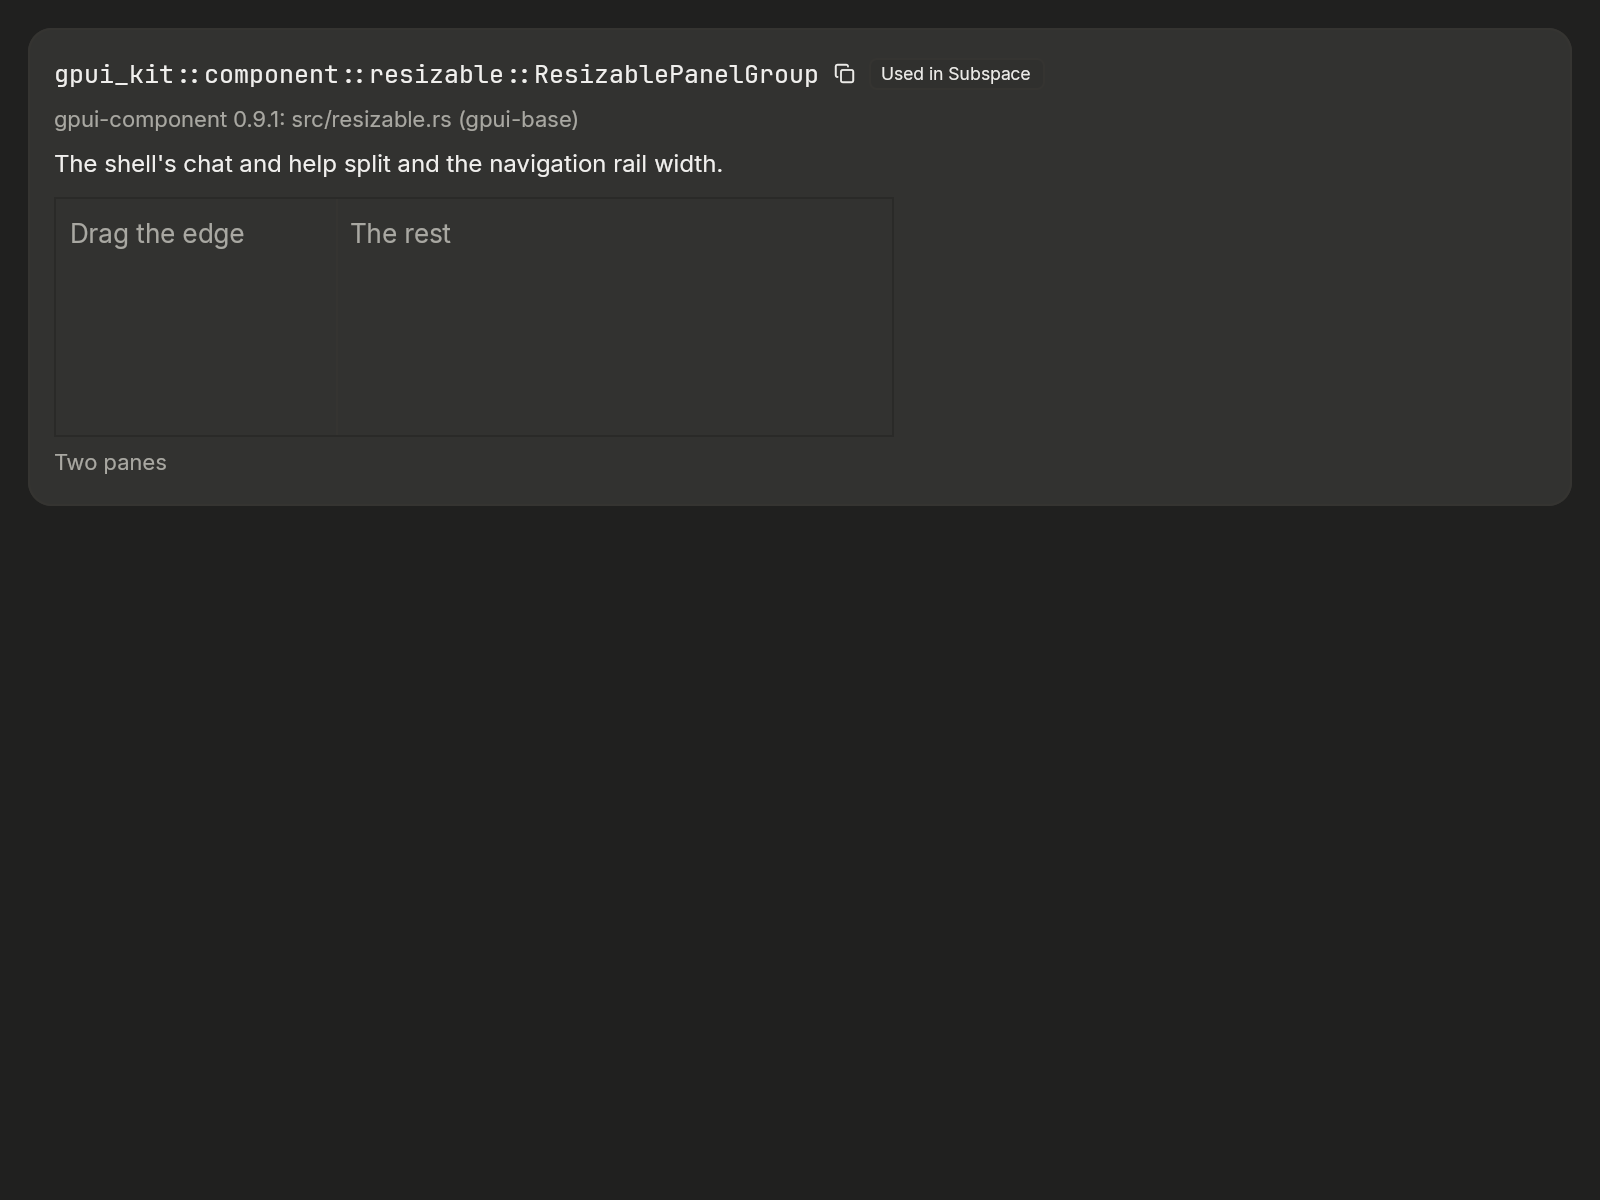 gpui_kit::component::resizable::ResizablePanelGroup Used in Subspace
gpui-component 0.9.1: src/resizable.rs (gpui-base)
The shell's chat and help split and the navigation rail width.
Drag the edge The rest
Two panes